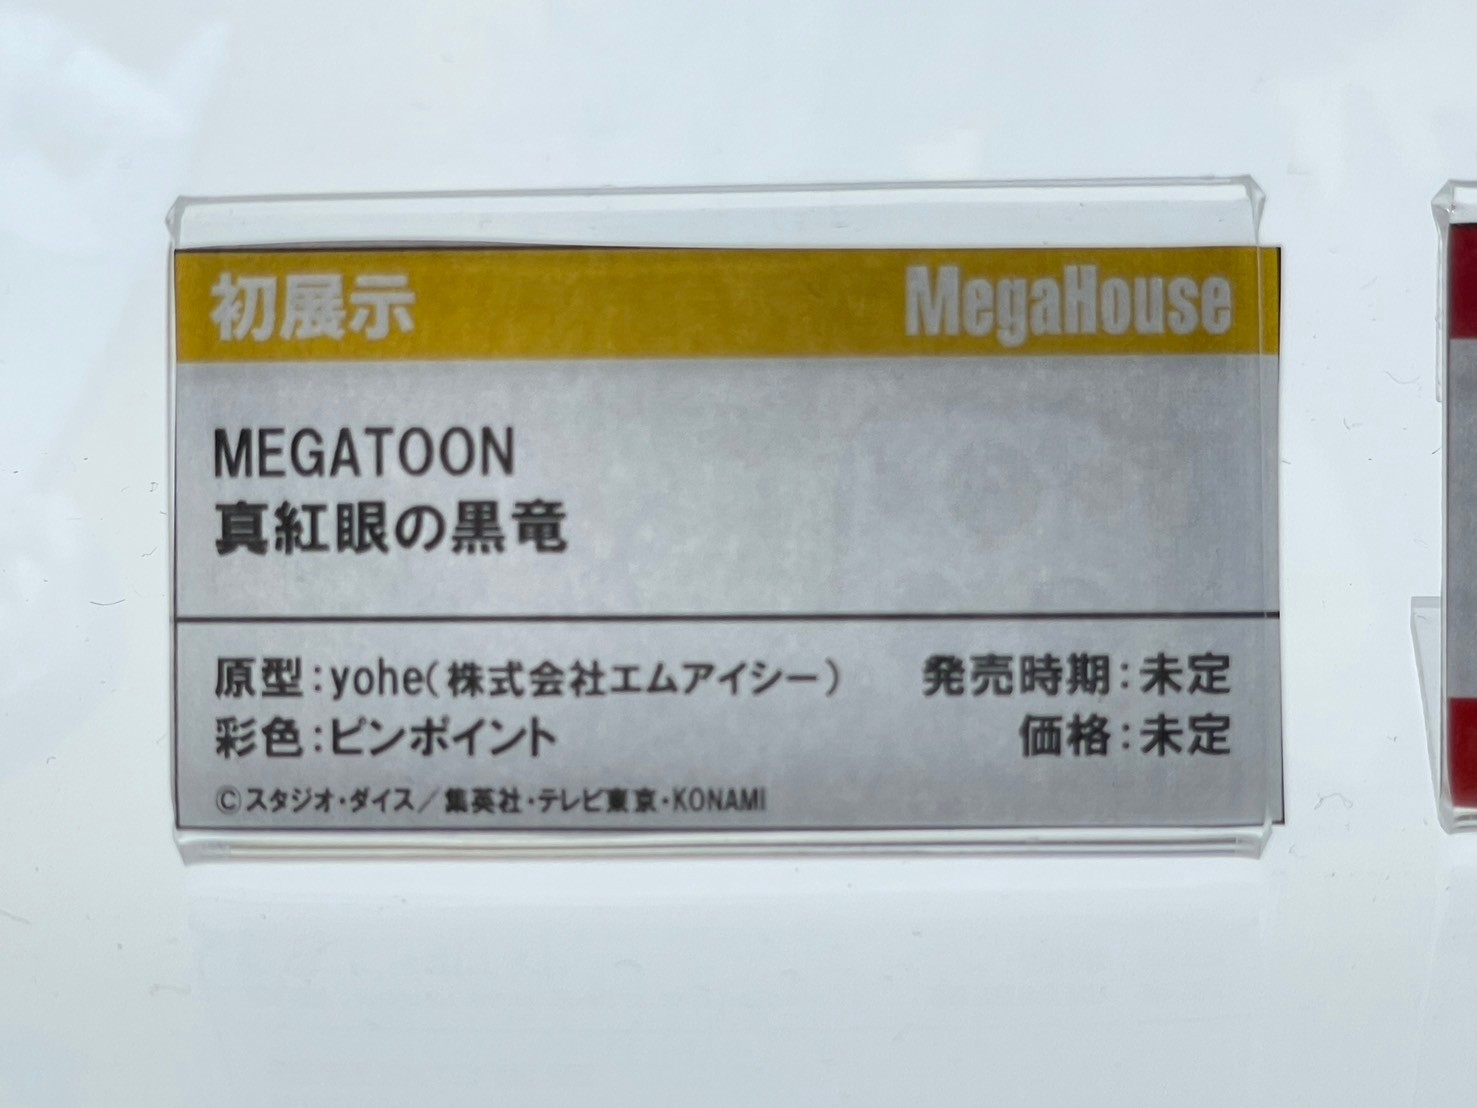 初展示 MegaHouse
MEGATOON
真紅眼の黒竜
原型:yohe(株式会社エムアイシー) 発売時期:未定
彩色:ピンポイント 価格:未定
©スタジオ・ダイス/集英社・テレビ東京・KONAMI